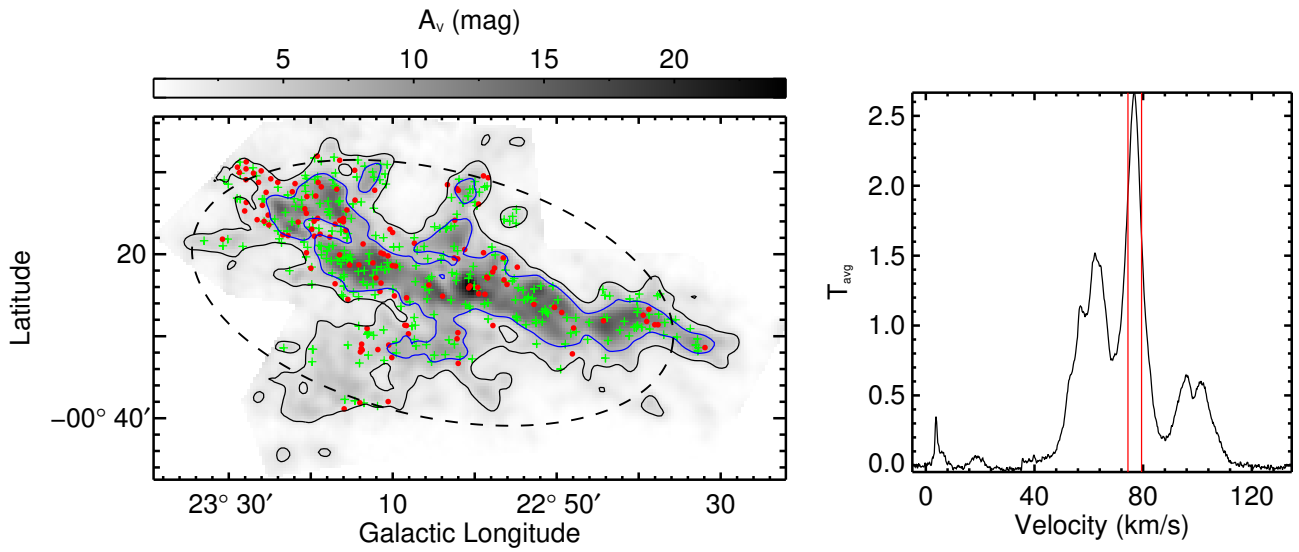 A_v (mag)
5 10 15 20
Latitude
20
−00° 40′
23° 30′ 10 22° 50′ 30
Galactic Longitude
T_avg
2.5
2.0
1.5
1.0
0.5
0.0
0 40 80 120
Velocity (km/s)